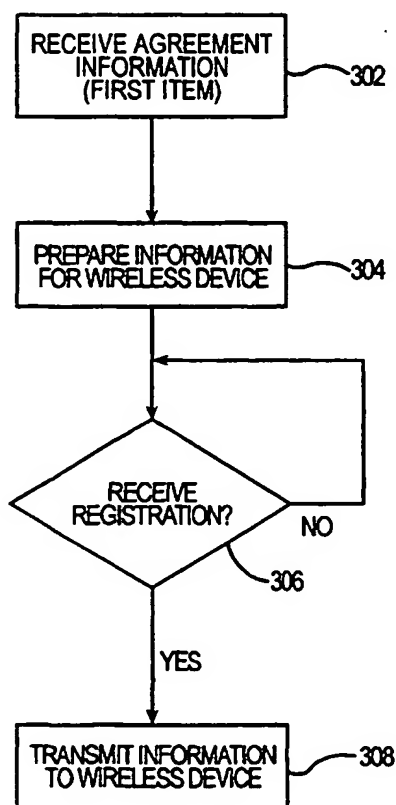 RECEIVE AGREEMENT
INFORMATION
(FIRST ITEM)
302
PREPARE INFORMATION
FOR WIRELESS DEVICE
304
RECEIVE
REGISTRATION?
NO
306
YES
TRANSMIT INFORMATION
TO WIRELESS DEVICE
308